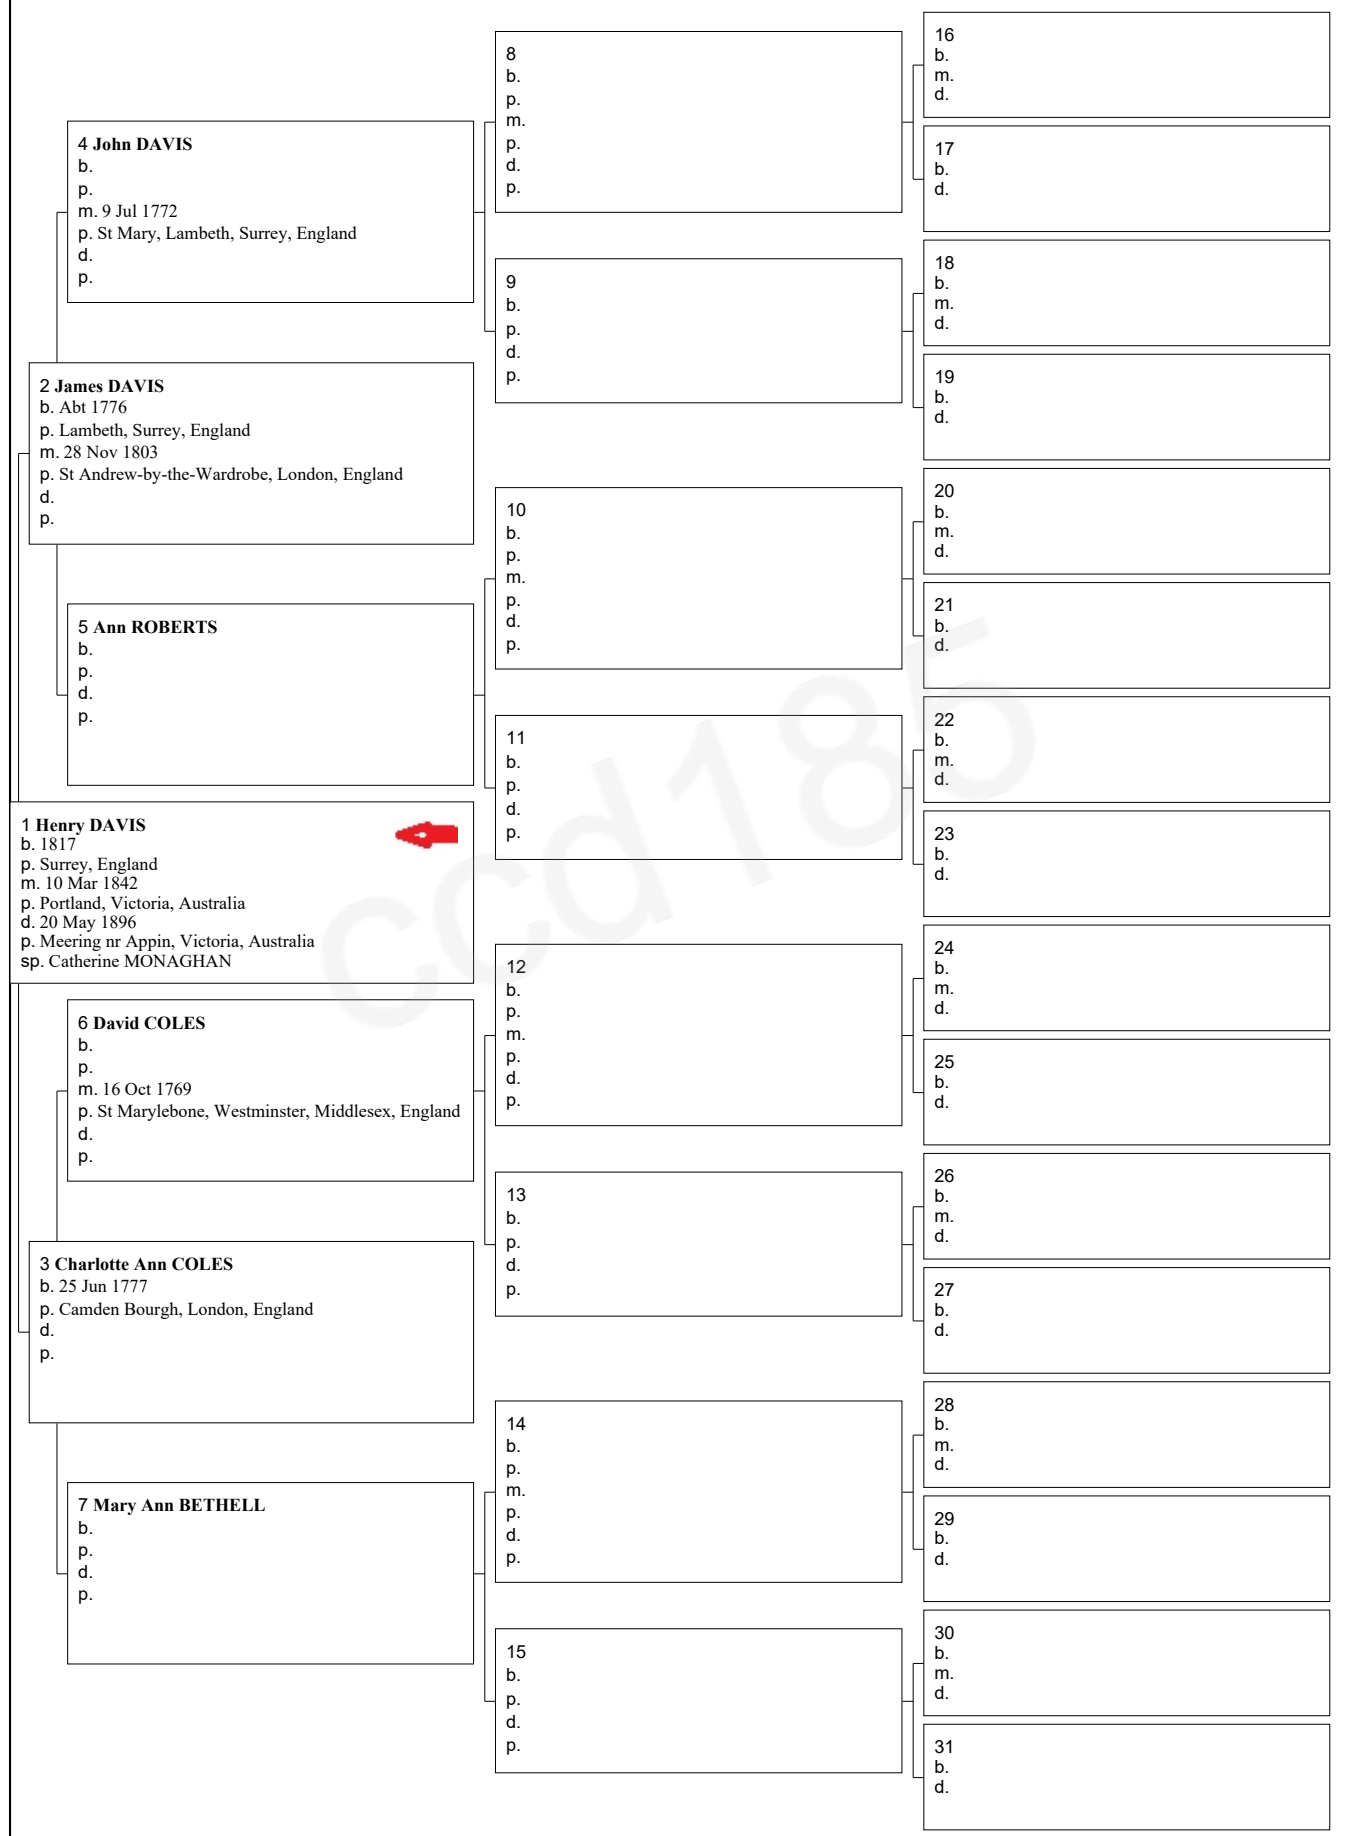 4 John DAVIS
b.
p.
m. 9 Jul 1772
p. St Mary, Lambeth, Surrey, England
d.
p.
2 James DAVIS
b. Abt 1776
p. Lambeth, Surrey, England
m. 28 Nov 1803
p. St Andrew-by-the-Wardrobe, London, England
d.
p.
5 Ann ROBERTS
b.
p.
d.
p.
1 Henry DAVIS
b. 1817
p. Surrey, England
m. 10 Mar 1842
p. Portland, Victoria, Australia
d. 20 May 1896
p. Meering nr Appin, Victoria, Australia
sp. Catherine MONAGHAN
6 David COLES
b.
p.
m. 16 Oct 1769
p. St Marylebone, Westminster, Middlesex, England
d.
p.
3 Charlotte Ann COLES
b. 25 Jun 1777
p. Camden Bourgh, London, England
d.
p.
7 Mary Ann BETHELL
b.
p.
d.
p.
8
b.
p.
m.
p.
d.
p.
9
b.
p.
d.
p.
10
b.
p.
m.
p.
d.
p.
11
b.
p.
d.
p.
12
b.
p.
m.
p.
d.
p.
13
b.
p.
d.
p.
14
b.
p.
m.
p.
d.
p.
15
b.
p.
d.
p.
16
b.
m.
d.
17
b.
d.
18
b.
m.
d.
19
b.
d.
20
b.
m.
d.
21
b.
d.
22
b.
m.
d.
23
b.
d.
24
b.
m.
d.
25
b.
d.
26
b.
m.
d.
27
b.
d.
28
b.
m.
d.
29
b.
d.
30
b.
m.
d.
31
b.
d.
ccd185